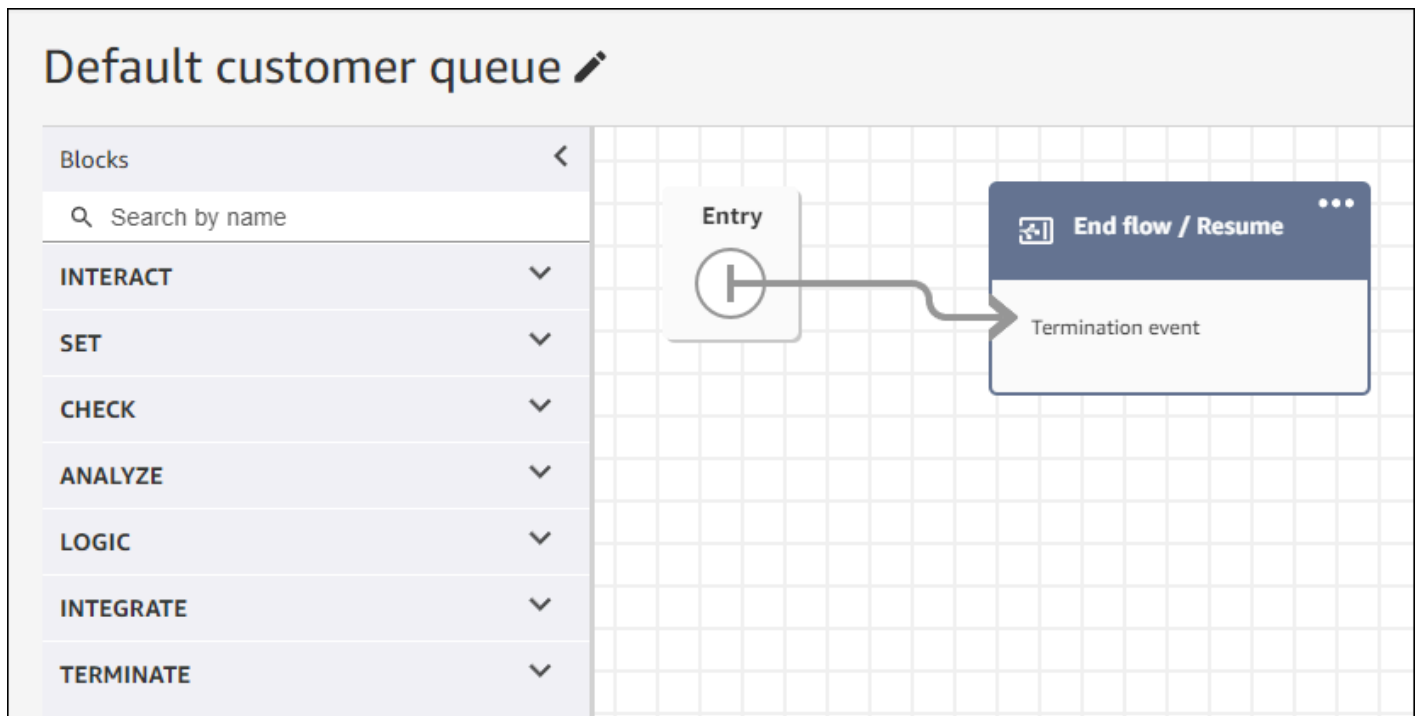 Default customer queue
Blocks
Search by name
INTERACT
SET
CHECK
ANALYZE
LOGIC
INTEGRATE
TERMINATE
Entry
End flow / Resume
Termination event